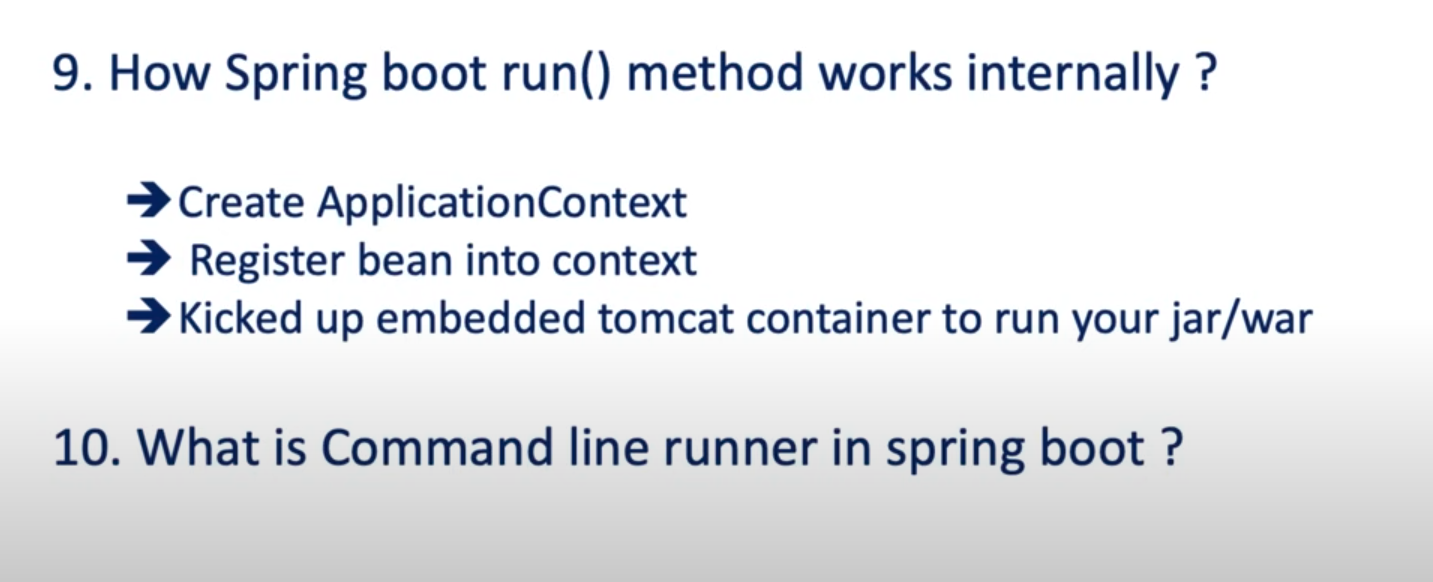 9. How Spring boot run() method works internally ?
➔Create ApplicationContext
➔ Register bean into context
➔Kicked up embedded tomcat container to run your jar/war
10. What is Command line runner in spring boot ?